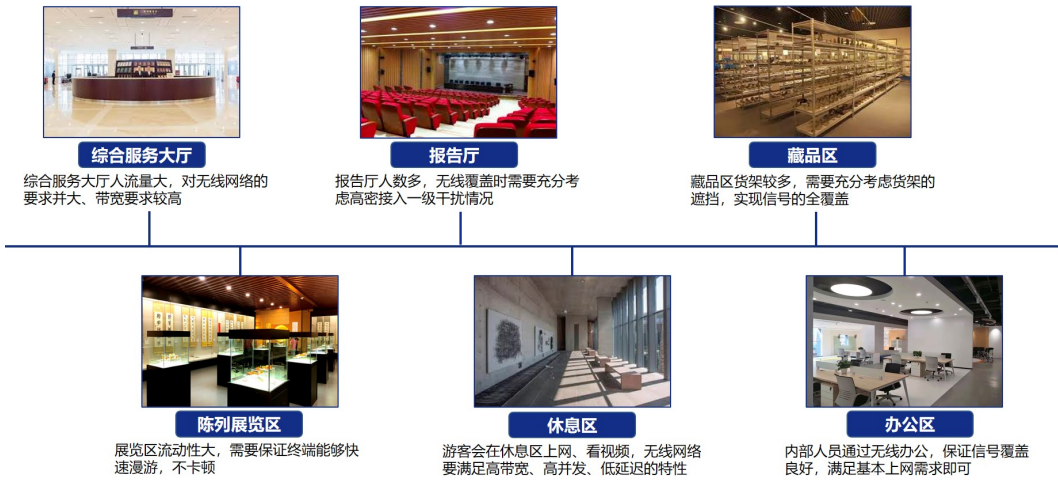 综合服务大厅
综合服务大厅人流量大，对无线网络的
要求并大、带宽要求较高
报告厅
报告厅人数多，无线覆盖时需要充分考
虑高密接入一级干扰情况
藏品区
藏品区货架较多，需要充分考虑货架的
遮挡，实现信号的全覆盖
陈列展览区
展览区流动性大，需要保证终端能够快
速漫游，不卡顿
休息区
游客会在休息区上网、看视频，无线网络
要满足高带宽、高并发、低延迟的特性
办公区
内部人员通过无线办公，保证信号覆盖
良好，满足基本上网需求即可